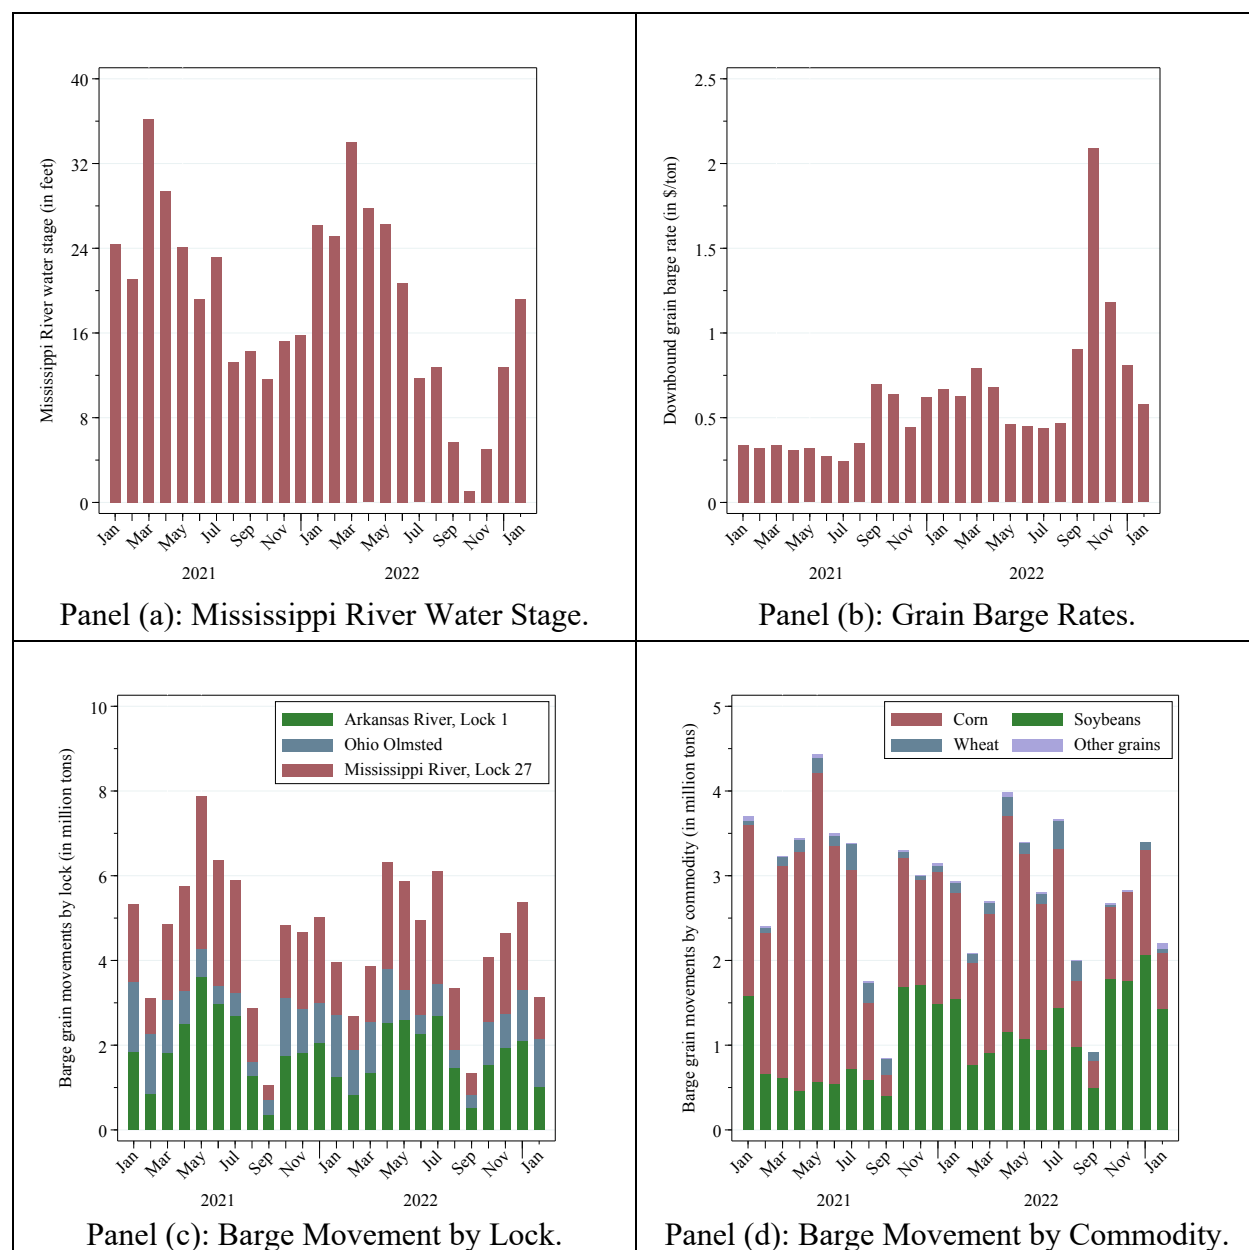 Mississippi River water stage (in feet)
40
32
24
16
8
0
Jan Mar May Jul Sep Nov Jan Mar May Jul Sep Nov Jan
2021 2022
Panel (a): Mississippi River Water Stage.
Downbound grain barge rate (in $/ton)
2.5
2
1.5
1
0.5
0
Jan Mar May Jul Sep Nov Jan Mar May Jul Sep Nov Jan
2021 2022
Panel (b): Grain Barge Rates.
Barge grain movements by lock (in million tons)
10
8
6
4
2
0
Arkansas River, Lock 1
Ohio Olmsted
Mississippi River, Lock 27
Jan Mar May Jul Sep Nov Jan Mar May Jul Sep Nov Jan
2021 2022
Panel (c): Barge Movement by Lock.
Barge grain movements by commodity (in million tons)
5
4
3
2
1
0
Corn Soybeans
Wheat Other grains
Jan Mar May Jul Sep Nov Jan Mar May Jul Sep Nov Jan
2021 2022
Panel (d): Barge Movement by Commodity.